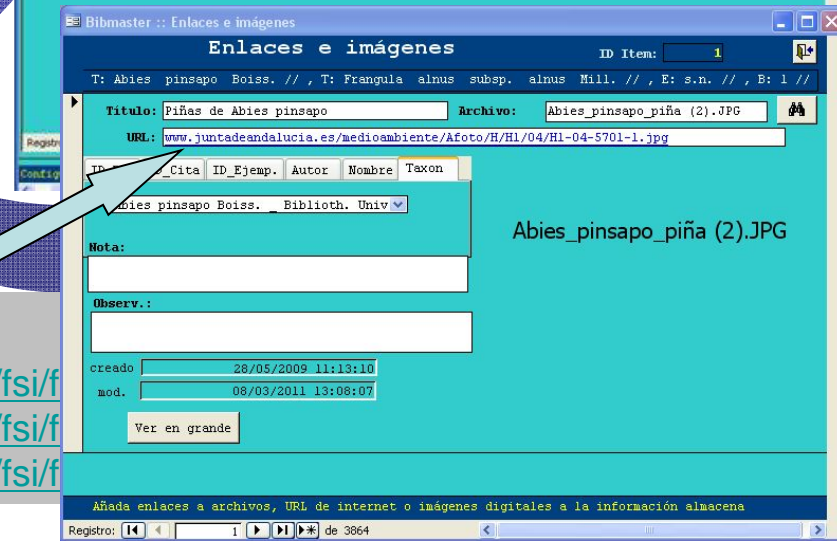 Bibmaster :: Enlaces e imágenes
Enlaces e imágenes ID Item: 1
T: Abies pinsapo Boiss. // , T: Frangula alnus subsp. alnus Mill. // , E: s.n. // , B: 1 //
Título: Piñas de Abies pinsapo Archivo: Abies_pinsapo_piña (2).JPG
URL: www.juntadeandalucia.es/medioambiente/Afoto/H/H1/04/H1-04-5701-1.jpg
Registr
Config
Cita ID_Ejemp. Autor Nombre Taxon
Abies pinsapo Boiss. _ Biblioth. Univ
Abies_pinsapo_piña (2).JPG
Nota:
Observ.:
creado 28/05/2009 11:13:10
mod. 08/03/2011 13:08:07
/fsi/f
/fsi/f
/fsi/f
Ver en grande
Añada enlaces a archivos, URL de internet o imágenes digitales a la información almacena
Registro: 1 de 3864